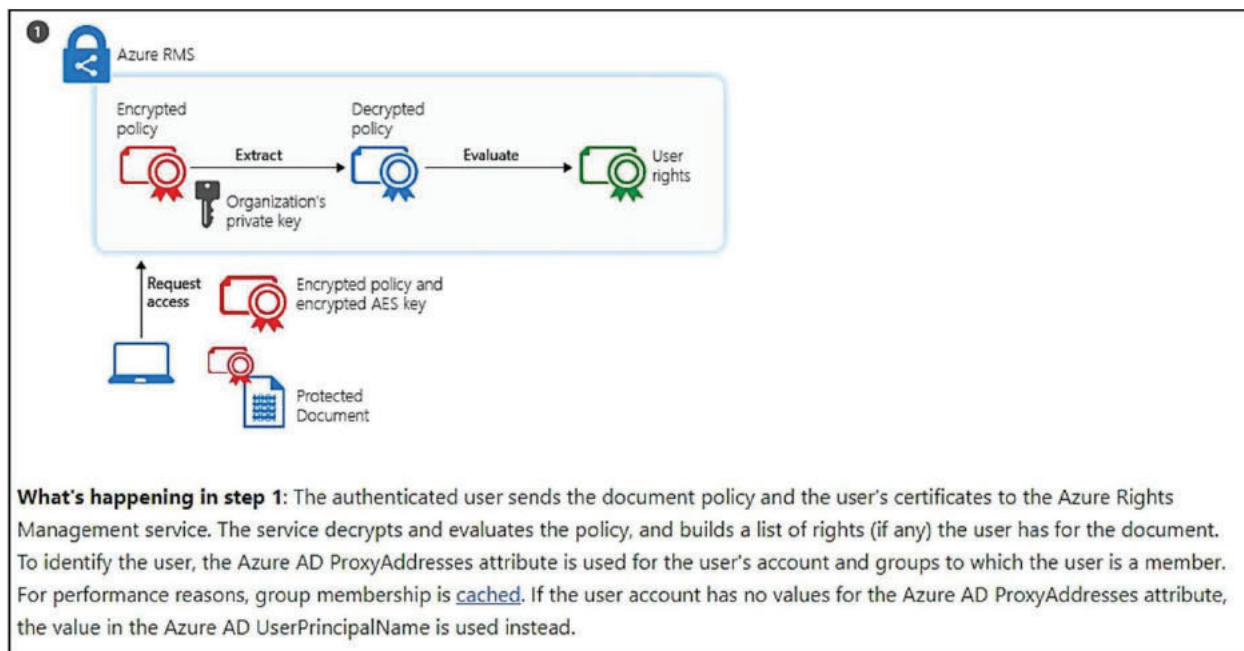 1
Azure RMS
Encrypted
policy
Extract
Organization's
private key
Decrypted
policy
Evaluate
User
rights
Request
access
Encrypted policy and
encrypted AES key
Protected
Document
What's happening in step 1: The authenticated user sends the document policy and the user's certificates to the Azure Rights
Management service. The service decrypts and evaluates the policy, and builds a list of rights (if any) the user has for the document.
To identify the user, the Azure AD ProxyAddresses attribute is used for the user's account and groups to which the user is a member.
For performance reasons, group membership is cached. If the user account has no values for the Azure AD ProxyAddresses attribute,
the value in the Azure AD UserPrincipalName is used instead.